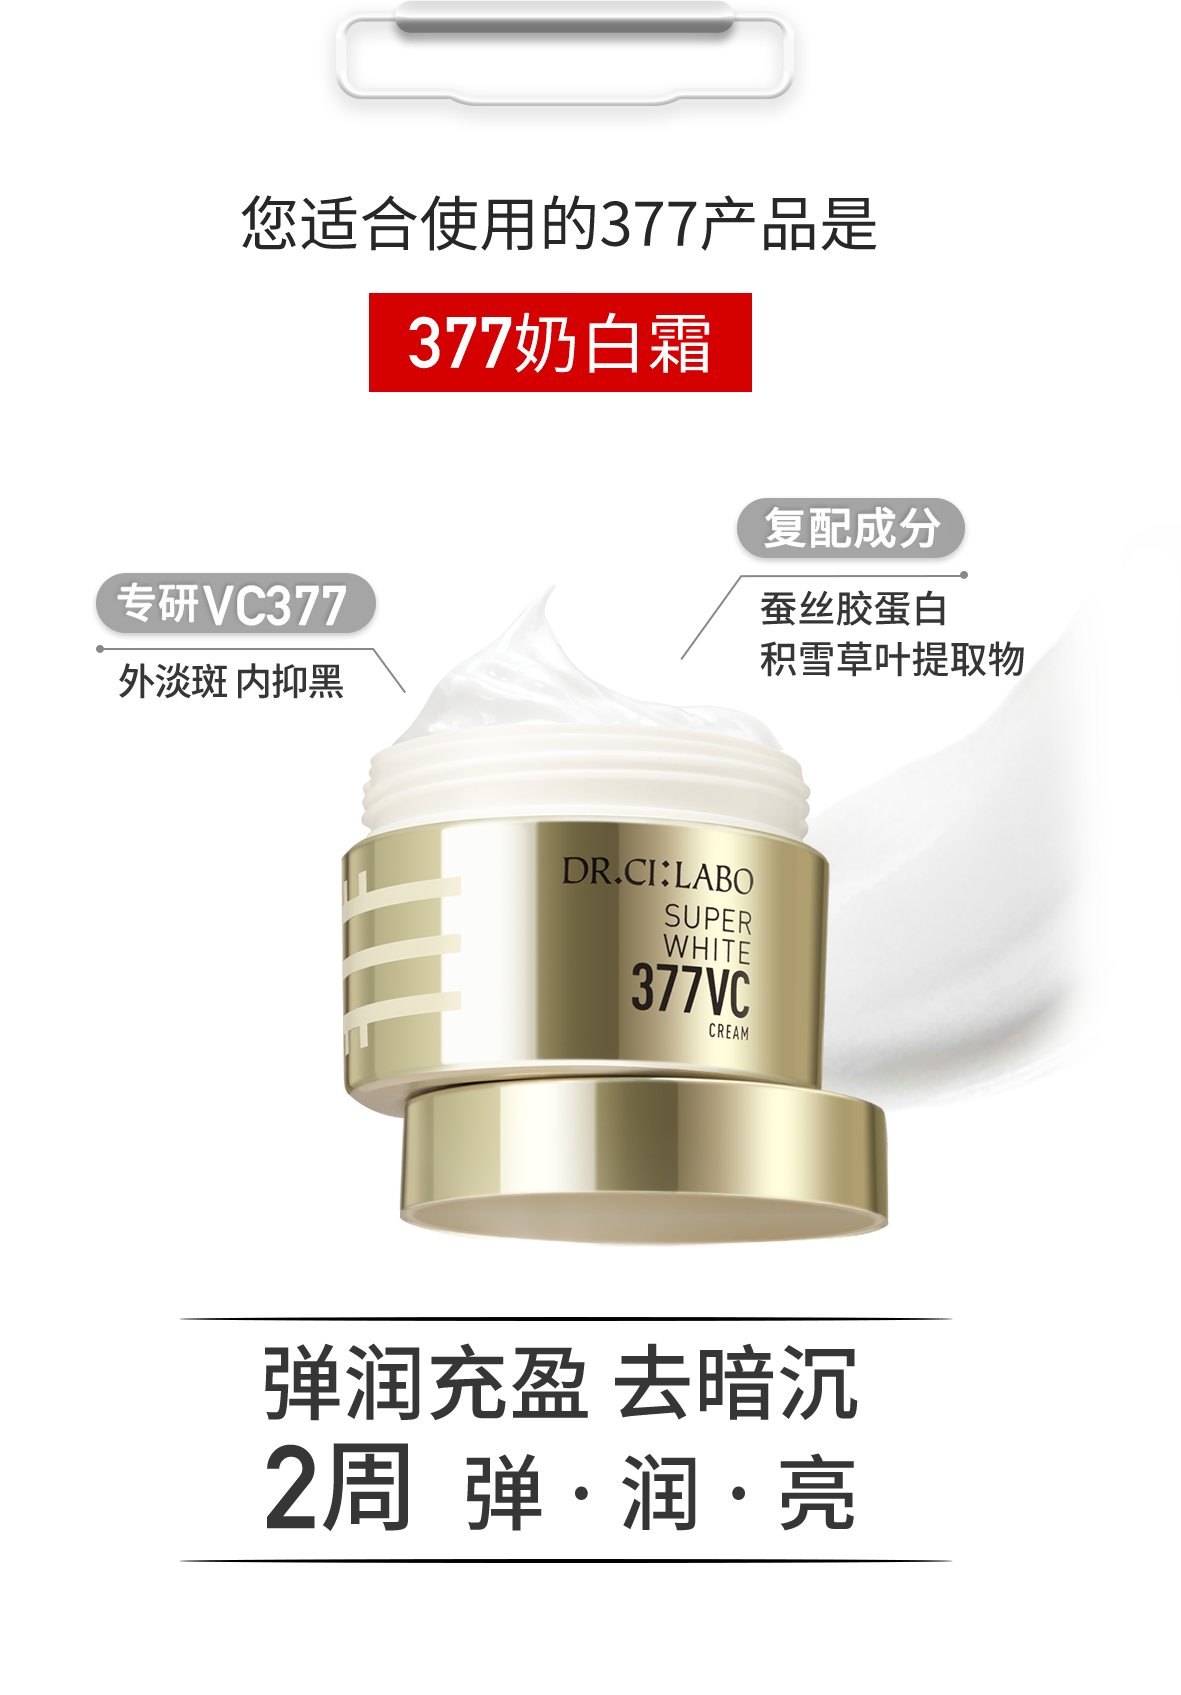 您适合使用的377产品是
377奶白霜
复配成分
蚕丝胶蛋白
积雪草叶提取物
专研VC377
外淡斑 内抑黑
DR.CI:LABO
SUPER
WHITE
377VC
CREAM
弹润充盈 去暗沉
2周 弹·润·亮